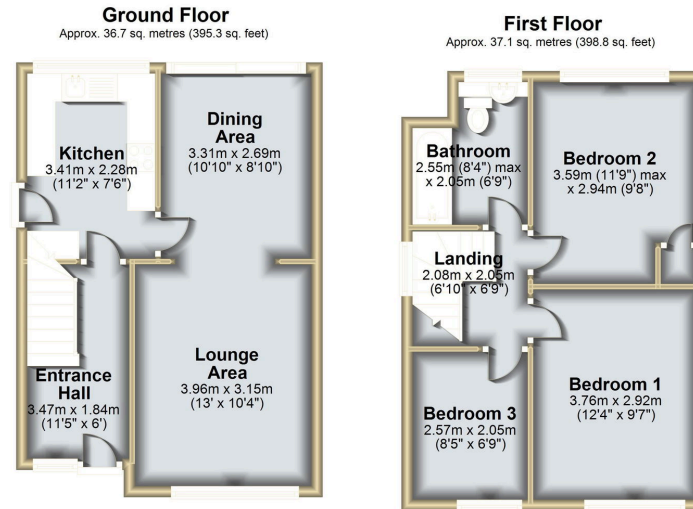 Ground Floor
Approx. 36.7 sq. metres (395.3 sq. feet)
Kitchen
3.41m x 2.28m
(11'2" x 7'6")
Dining
Area
3.31m x 2.69m
(10'10" x 8'10")
Entrance
Hall
3.47m x 1.84m
(11'5" x 6')
Lounge
Area
3.96m x 3.15m
(13' x 10'4")
First Floor
Approx. 37.1 sq. metres (398.8 sq. feet)
Bathroom
2.55m (8'4") max
x 2.05m (6'9")
Bedroom 2
3.59m (11'9") max
x 2.94m (9'8")
Landing
2.08m x 2.05m
(6'10" x 6'9")
Bedroom 3
2.57m x 2.05m
(8'5" x 6'9")
Bedroom 1
3.76m x 2.92m
(12'4" x 9'7")